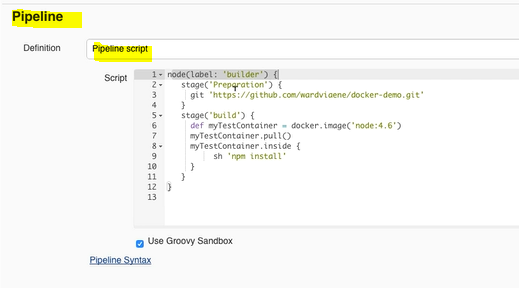 Pipeline
Definition
Pipeline script
Script
1 node(label: 'builder') {
2 stage('Preparation') {
3 git 'https://github.com/wardviaene/docker-demo.git'
4 }
5 stage('build') {
6 def myTestContainer = docker.image('node:4.6')
7 myTestContainer.pull()
8 myTestContainer.inside {
9 sh 'npm install'
10 }
11 }
12 }
13
Use Groovy Sandbox
Pipeline Syntax